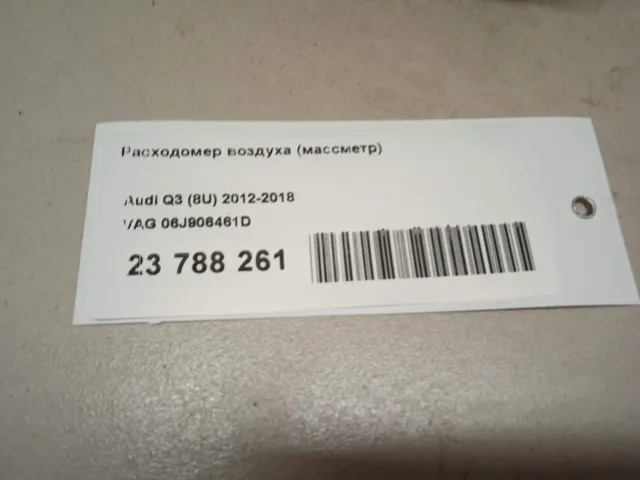 Расходомер воздуха (массметр)
Audi Q3 (8U) 2012-2018
VAG 06J906461D
23 788 261